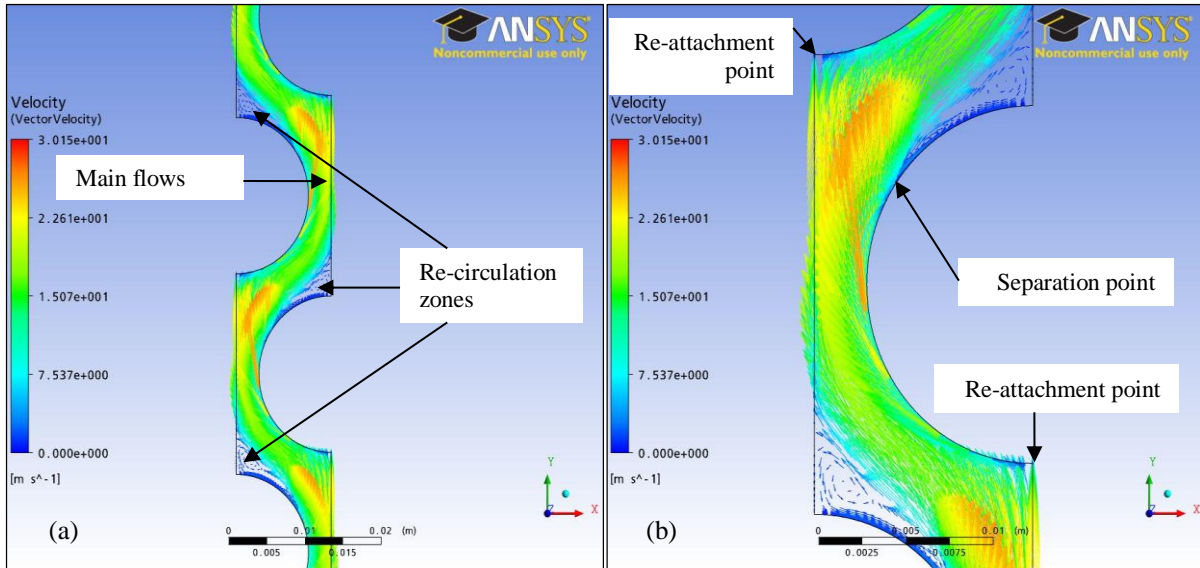 ANSYS
Noncommercial use only
Velocity
(VectorVelocity)
3.015e+001
2.261e+001
1.507e+001
7.537e+000
0.000e+000
[m s^-1]
Main flows
Re-circulation
zones
(a)
0
0.01
0.02
(m)
0.005
0.015
Y
Z
X
ANSYS
Noncommercial use only
Velocity
(VectorVelocity)
3.015e+001
2.261e+001
1.507e+001
7.537e+000
0.000e+000
[m s^-1]
Re-attachment
point
Separation point
Re-attachment point
(b)
0
0.005
0.01
(m)
0.0025
0.0075
Y
Z
X